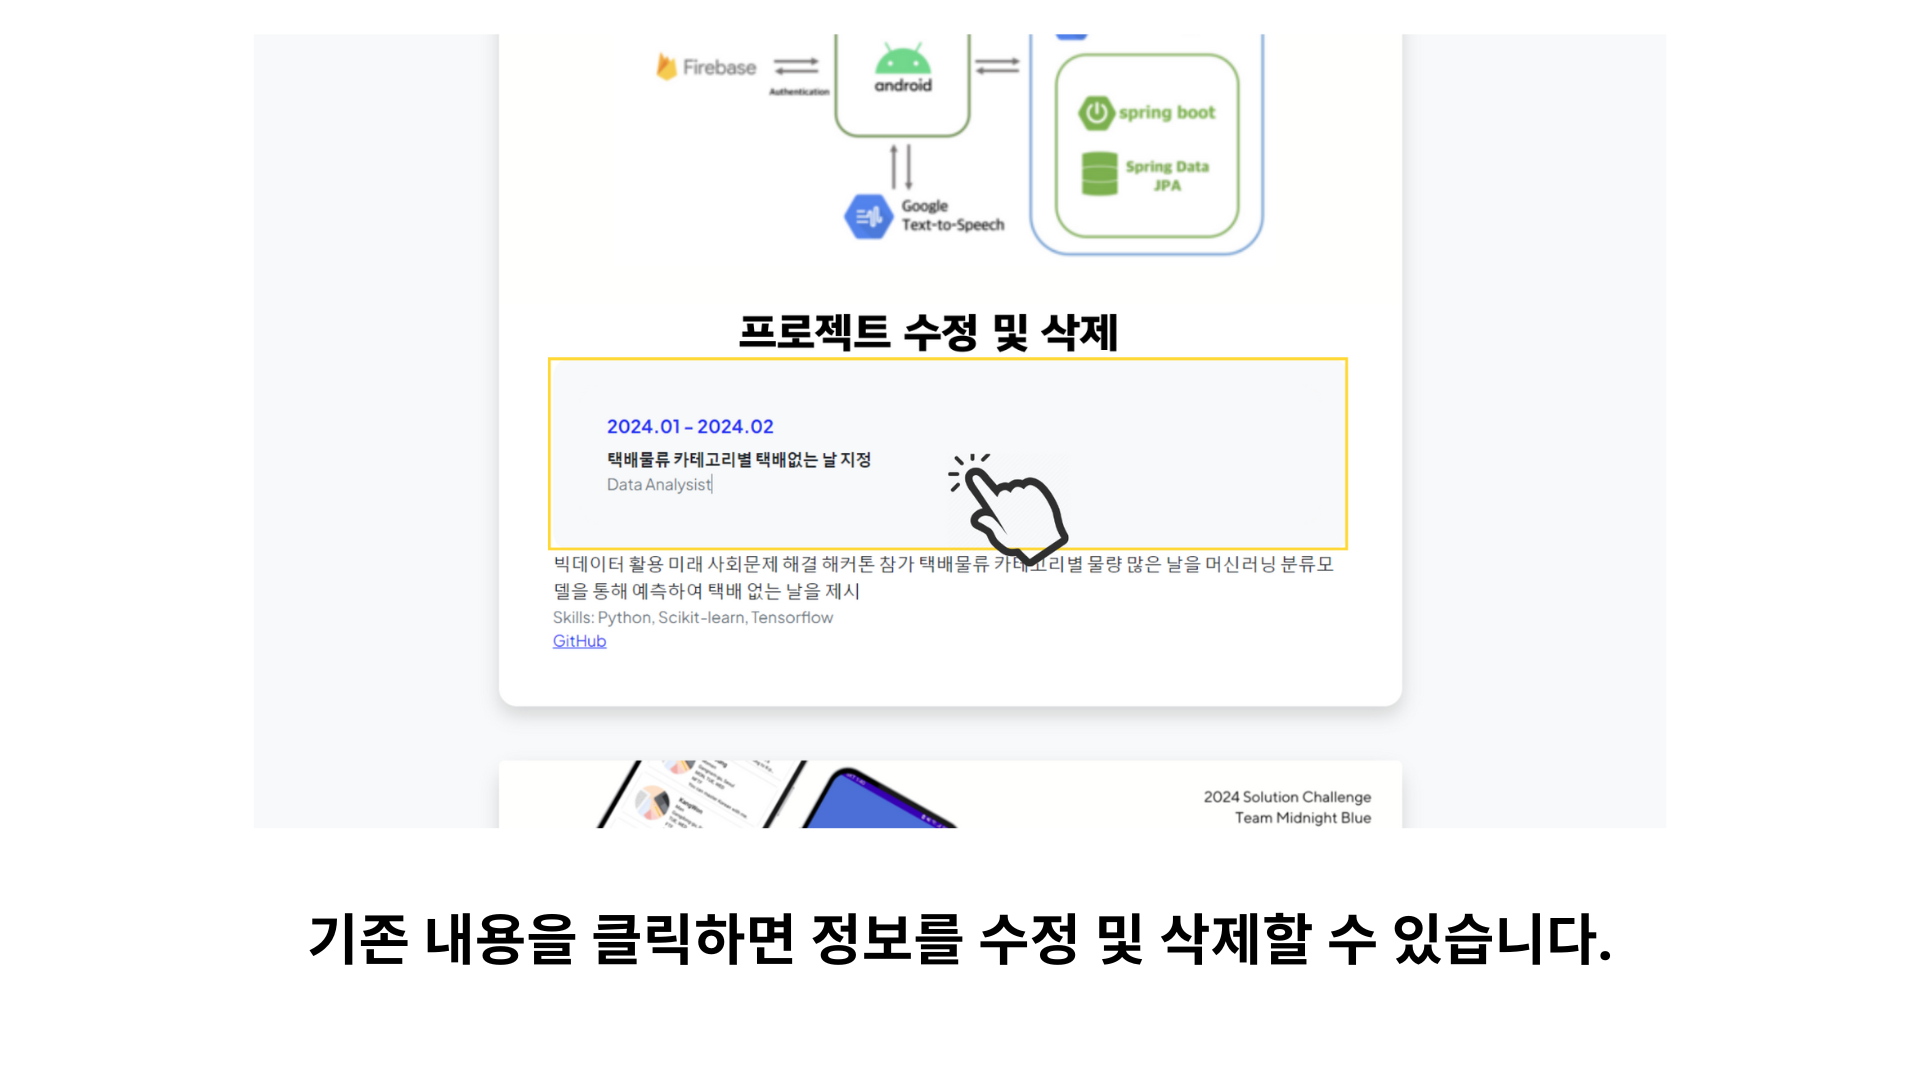 Firebase
Authentication
android
spring boot
Spring Data
JPA
Google
Text-to-Speech
프로젝트 수정 및 삭제
2024.01 – 2024.02
택배물류 카테고리별 택배없는 날 지정
Data Analysist
빅데이터 활용 미래 사회문제 해결 해커톤 참가 택배물류 카테고리별 물량 많은 날을 머신러닝 분류모
델을 통해 예측하여 택배 없는 날을 제시
Skills: Python, Scikit-learn, Tensorflow
GitHub
2024 Solution Challenge
Team Midnight Blue
기존 내용을 클릭하면 정보를 수정 및 삭제할 수 있습니다.